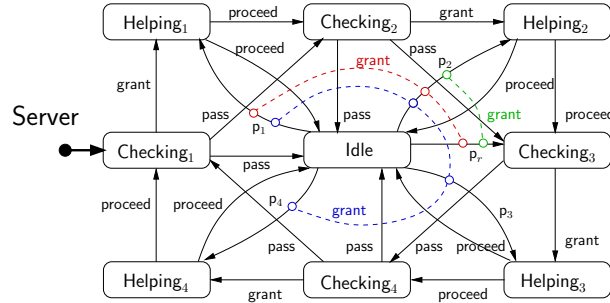 Helping₁ proceed Checking₂ grant Helping₂
proceed pass grant p₂
grant pass p₁ pass grant proceed proceed
Server
Checking₁ pass Idle pᵣ Checking₃
proceed proceed p₄ grant p₃
pass pass pass proceed grant
Helping₄ grant Checking₄ proceed Helping₃